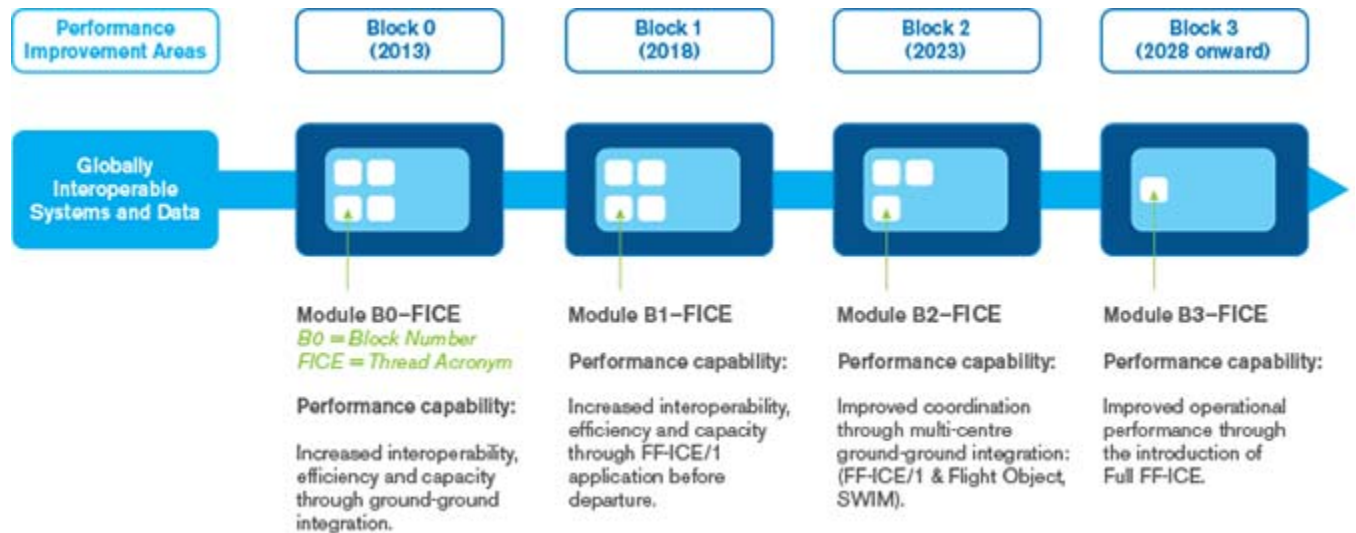 Performance
Improvement Areas
Block 0
(2013)
Block 1
(2018)
Block 2
(2023)
Block 3
(2028 onward)
Globally
Interoperable
Systems and Data
Module B0–FICE
B0 = Block Number
FICE = Thread Acronym
Performance capability:
Increased interoperability,
efficiency and capacity
through ground-ground
integration.
Module B1–FICE
Performance capability:
Increased interoperability,
efficiency and capacity
through FF-ICE/1
application before
departure.
Module B2–FICE
Performance capability:
Improved coordination
through multi-centre
ground-ground integration:
(FF-ICE/1 & Flight Object,
SWIM).
Module B3–FICE
Performance capability:
Improved operational
performance through
the introduction of
Full FF-ICE.